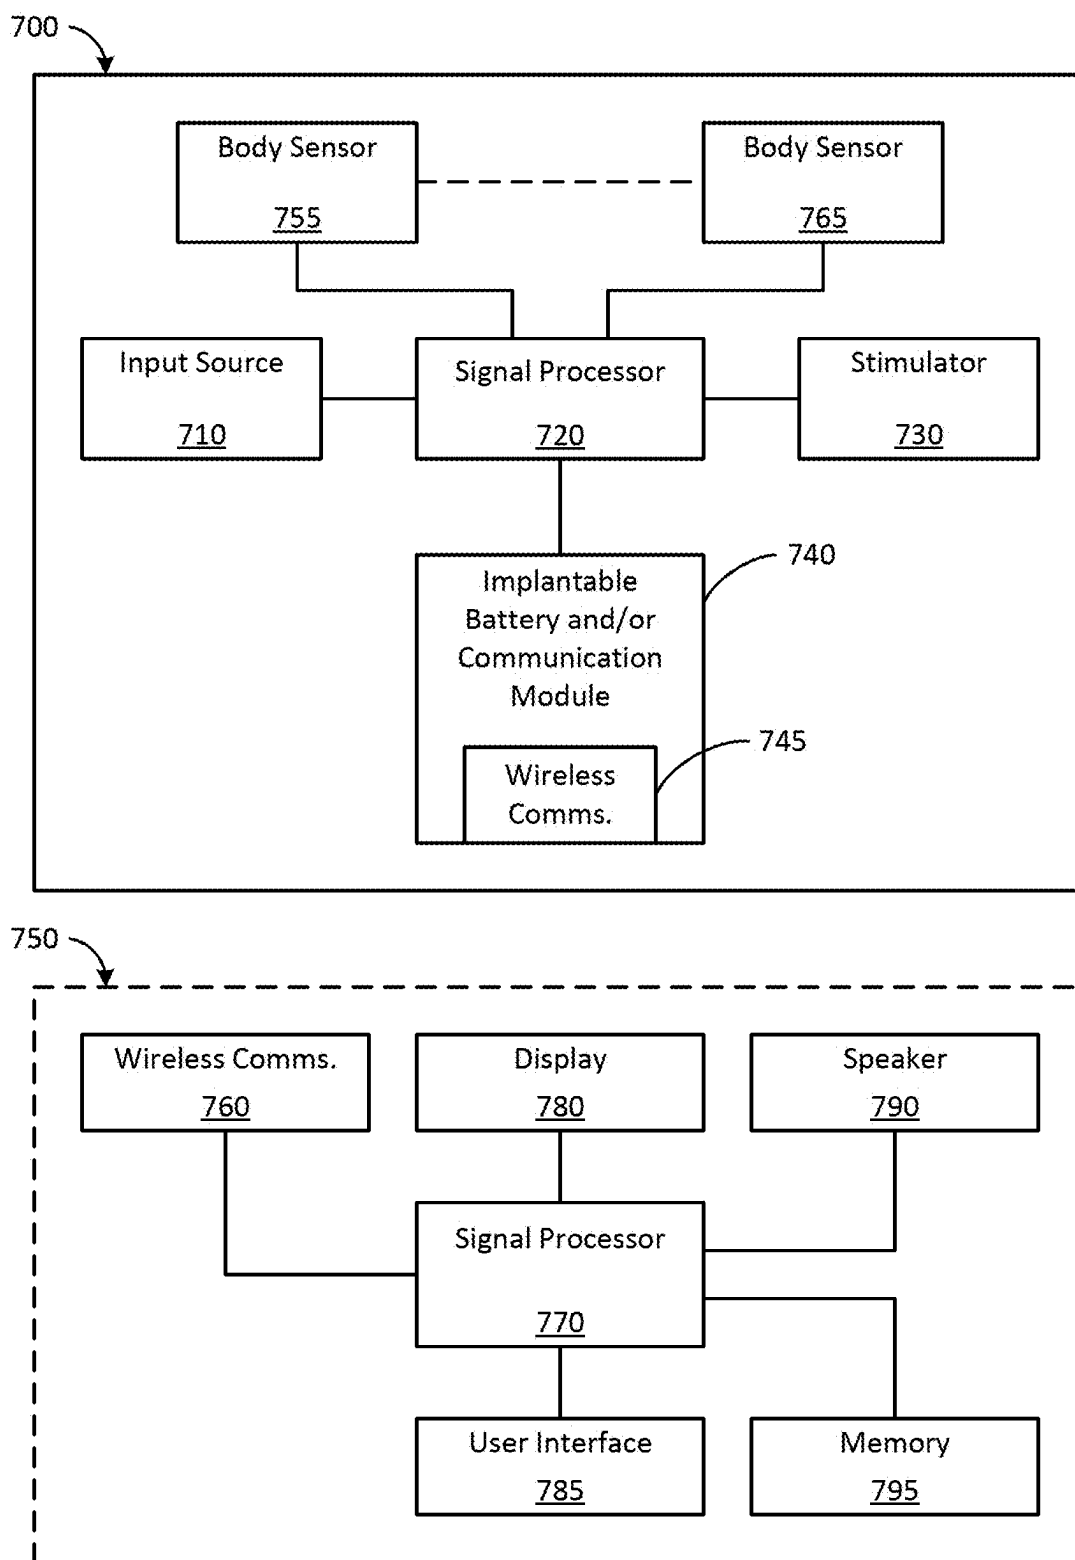 700
Body Sensor
755
Body Sensor
765
Input Source
710
Signal Processor
720
Stimulator
730
Implantable
Battery and/or
Communication
Module
740
Wireless
Comms.
745
750
Wireless Comms.
760
Display
780
Speaker
790
Signal Processor
770
User Interface
785
Memory
795